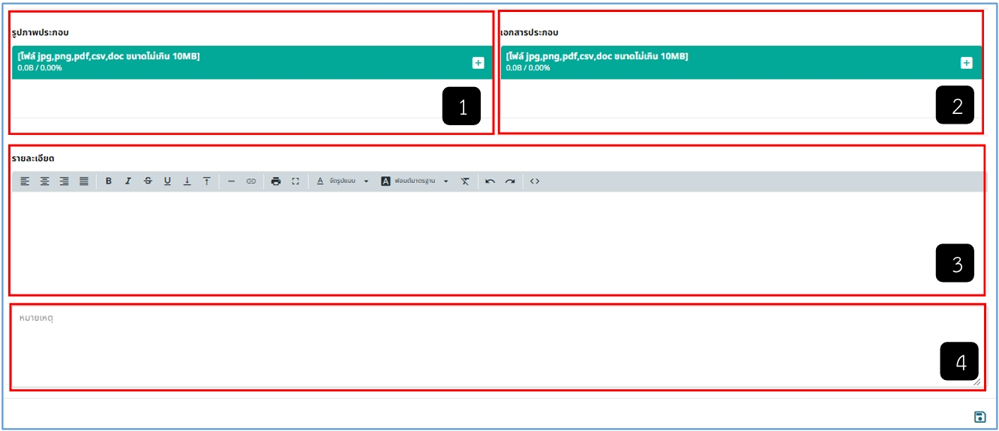 รูปภาพประกอบ
[ไฟล์ jpg,png,pdf,csv,doc ขนาดไม่เกิน 10MB]
0.0B / 0.00%
1
เอกสารประกอบ
[ไฟล์ jpg,png,pdf,csv,doc ขนาดไม่เกิน 10MB]
0.0B / 0.00%
2
รายละเอียด
B I S U A จัดรูปแบบ A ฟอนต์มาตรฐาน
3
หมายเหตุ
4